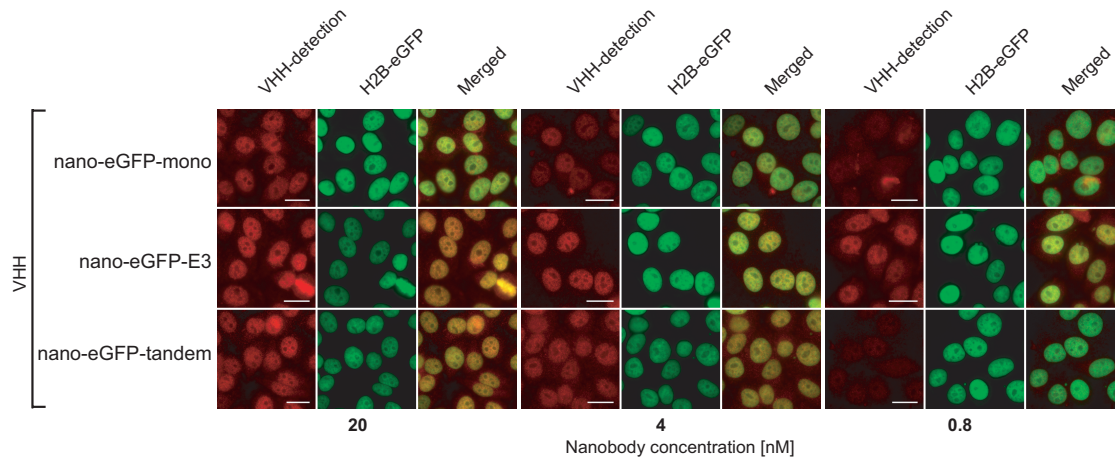 VHH-detection
H2B-eGFP
Merged
VHH-detection
H2B-eGFP
Merged
VHH-detection
H2B-eGFP
Merged
VHH
nano-eGFP-mono
nano-eGFP-E3
nano-eGFP-tandem
20
4
0.8
Nanobody concentration [nM]